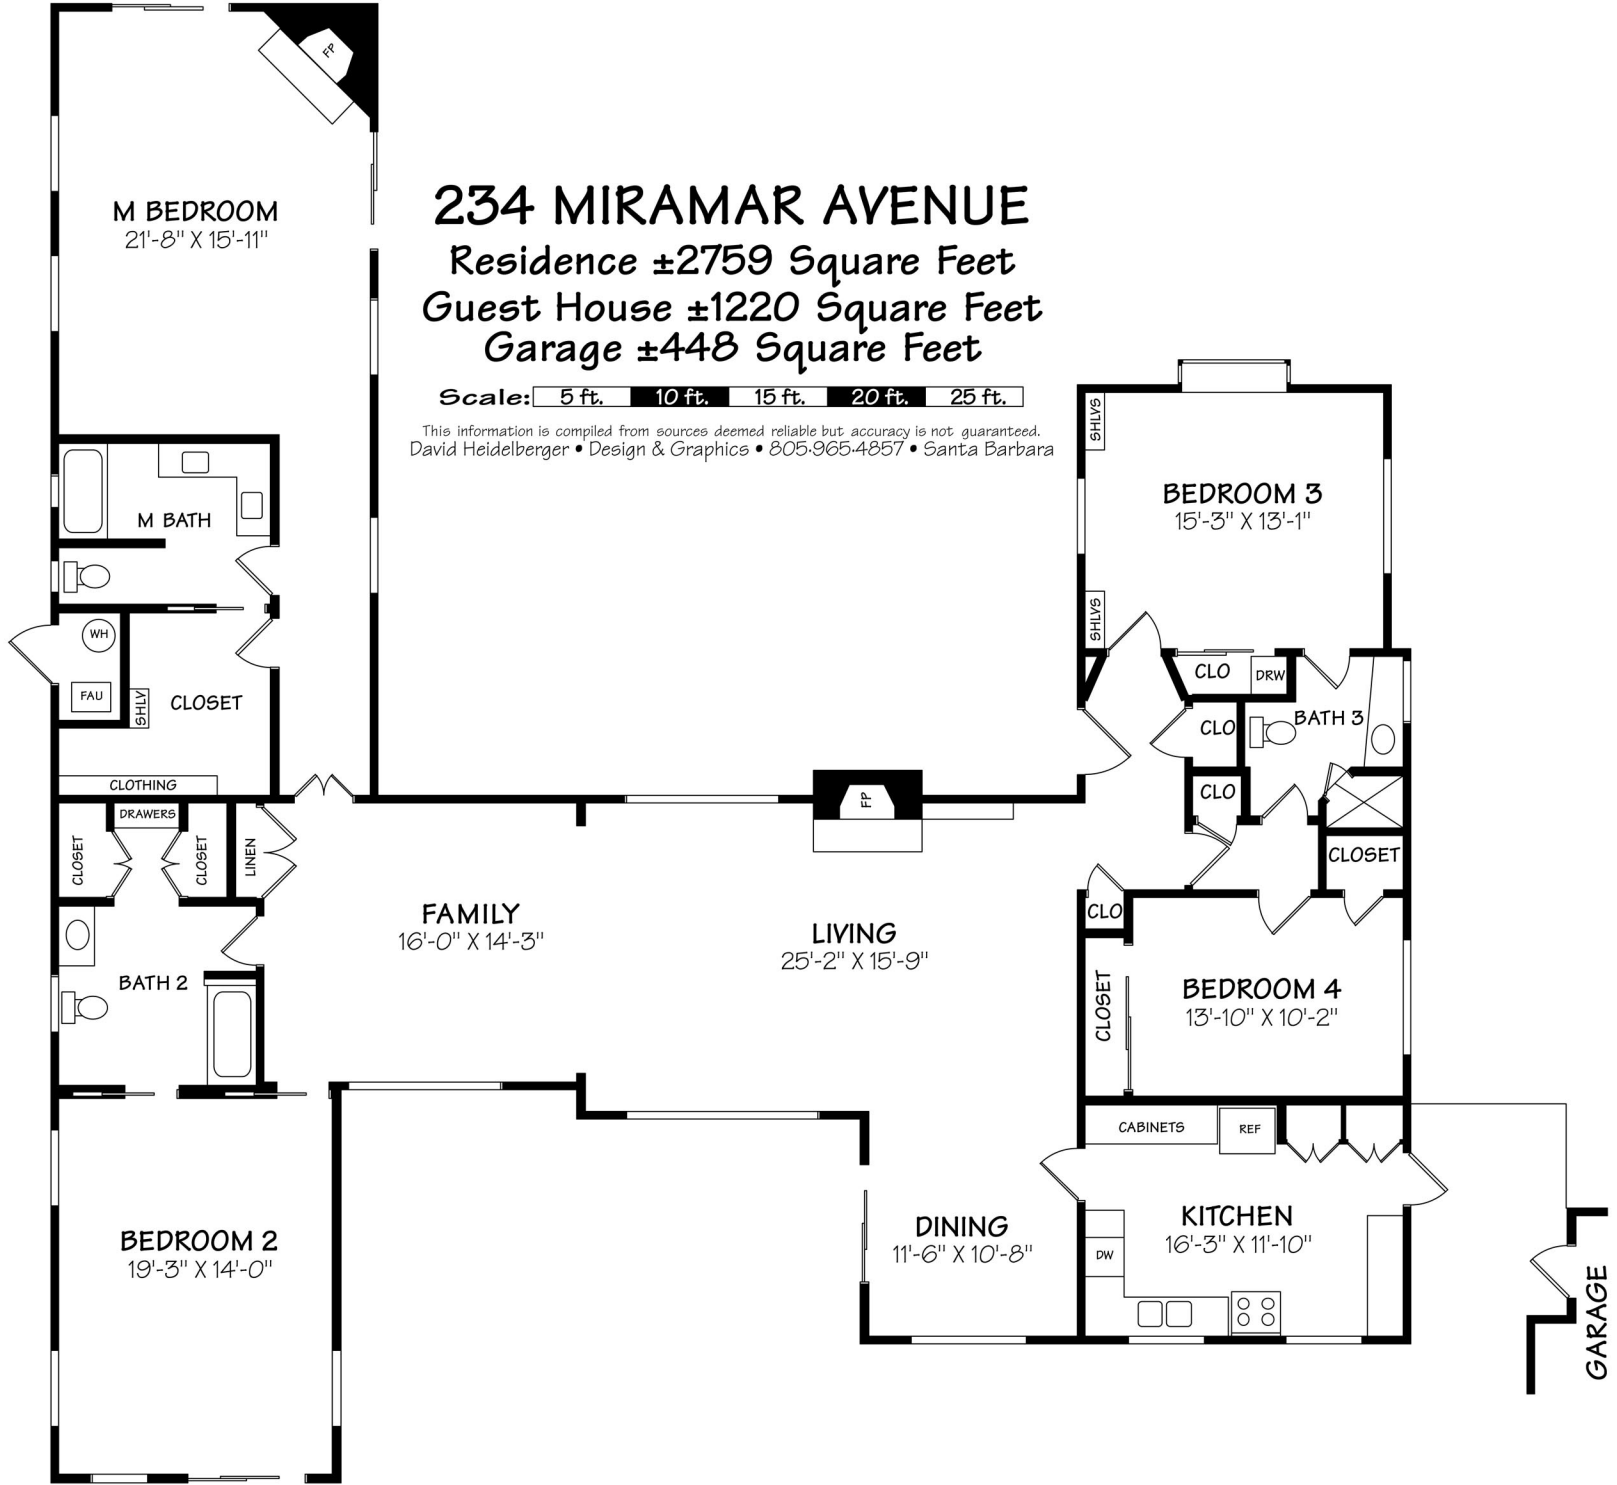 FP
M BEDROOM
21'-8" X 15'-11"
234 MIRAMAR AVENUE
Residence ±2759 Square Feet
Guest House ±1220 Square Feet
Garage ±448 Square Feet
Scale: 5 ft. 10 ft. 15 ft. 20 ft. 25 ft.
This information is compiled from sources deemed reliable but accuracy is not guaranteed.
David Heidelberger • Design & Graphics • 805•965•4857 • Santa Barbara
SHLVS
BEDROOM 3
15'-3" X 13'-1"
SHLVS
M BATH
WH
FAU
SHLV
CLOSET
CLOTHING
CLO
DRW
CLO
BATH 3
CLO
CLOSET
CLO
DRAWERS
CLOSET
CLOSET
LINEN
FP
FAMILY
16'-0" X 14'-3"
LIVING
25'-2" X 15'-9"
BATH 2
CLOSET
BEDROOM 4
13'-10" X 10'-2"
CABINETS
REF
BEDROOM 2
19'-3" X 14'-0"
DINING
11'-6" X 10'-8"
KITCHEN
16'-3" X 11'-10"
DW
GARAGE